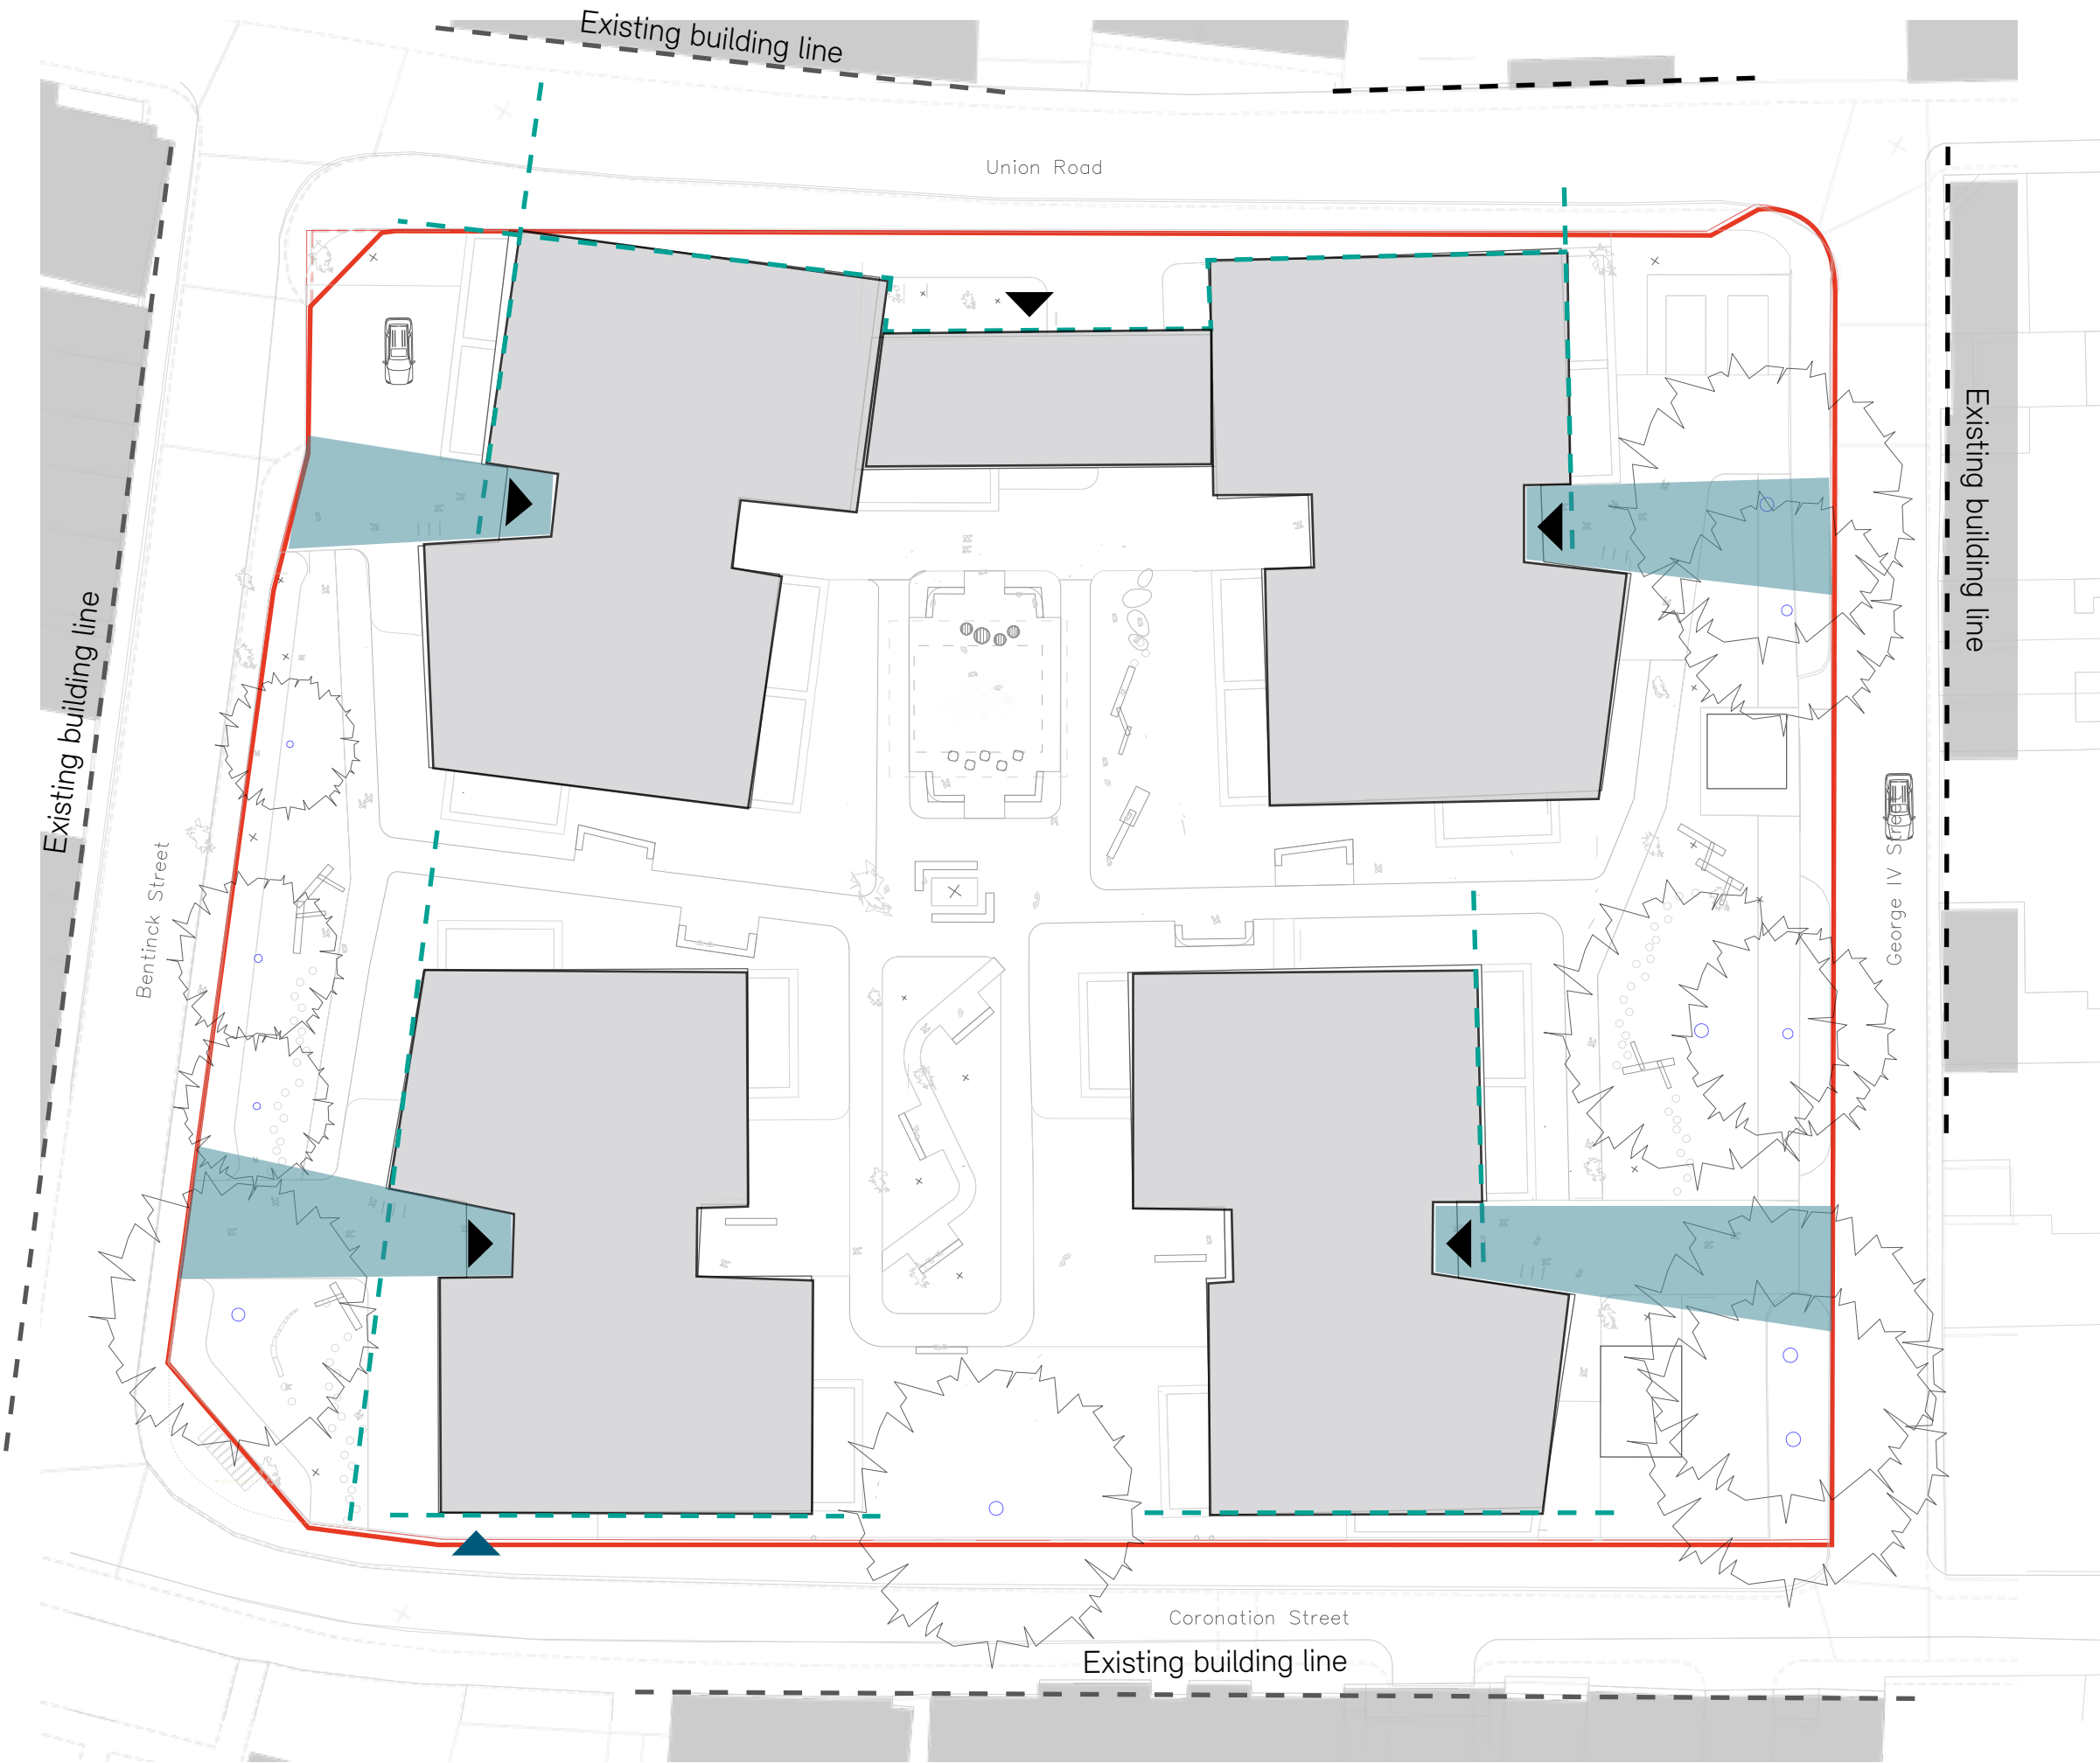 Existing building line
Union Road
Existing building line
Existing building line
Bentinck Street
George IV Street
Coronation Street
Existing building line